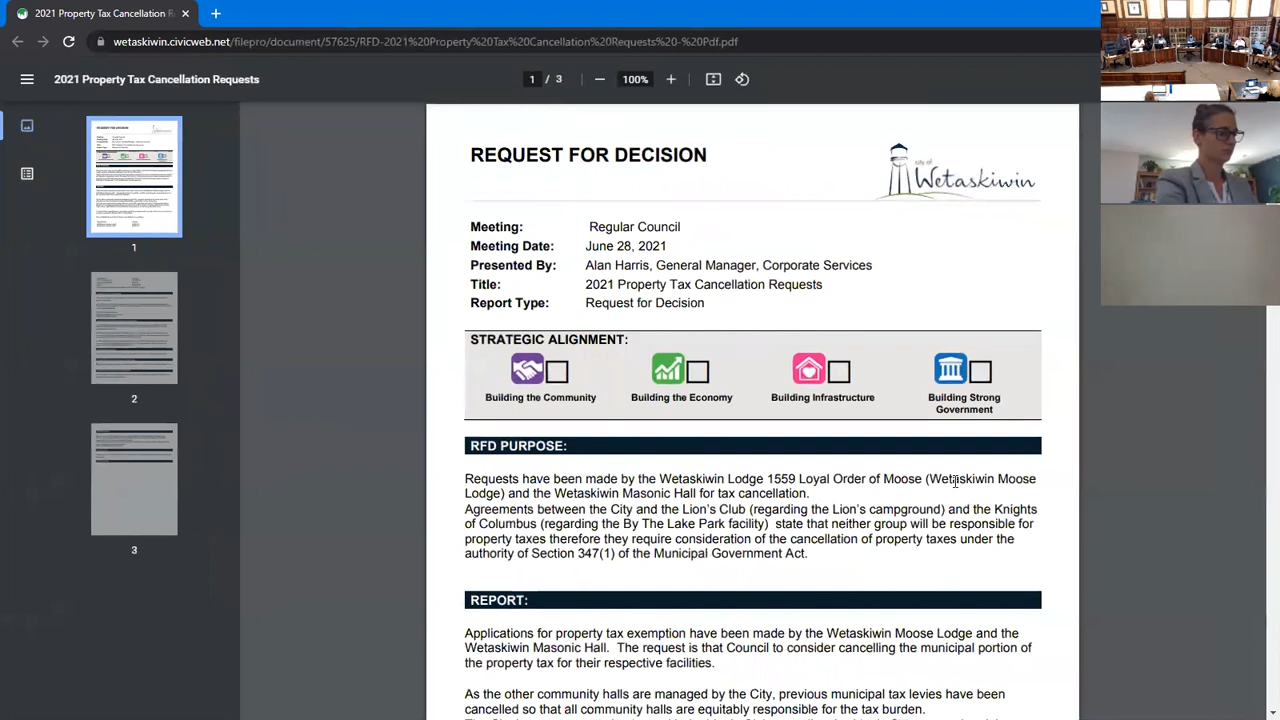 2021 Property Tax Cancellation R
wetaskiwin.civicweb.net/filepro/document/57625/RFD-2021%20Property%20Tax%20Cancellation%20Requests%20-%20Pdf.pdf
2021 Property Tax Cancellation Requests
1 / 3
100%
1
2
3
REQUEST FOR DECISION
city of
Wetaskiwin
Meeting: Regular Council
Meeting Date: June 28, 2021
Presented By: Alan Harris, General Manager, Corporate Services
Title: 2021 Property Tax Cancellation Requests
Report Type: Request for Decision
STRATEGIC ALIGNMENT:
Building the Community
Building the Economy
Building Infrastructure
Building Strong
Government
RFD PURPOSE:
Requests have been made by the Wetaskiwin Lodge 1559 Loyal Order of Moose (Wetaskiwin Moose
Lodge) and the Wetaskiwin Masonic Hall for tax cancellation.
Agreements between the City and the Lion's Club (regarding the Lion's campground) and the Knights
of Columbus (regarding the By The Lake Park facility) state that neither group will be responsible for
property taxes therefore they require consideration of the cancellation of property taxes under the
authority of Section 347(1) of the Municipal Government Act.
REPORT:
Applications for property tax exemption have been made by the Wetaskiwin Moose Lodge and the
Wetaskiwin Masonic Hall. The request is that Council to consider cancelling the municipal portion of
the property tax for their respective facilities.
As the other community halls are managed by the City, previous municipal tax levies have been
cancelled so that all community halls are equitably responsible for the tax burden.